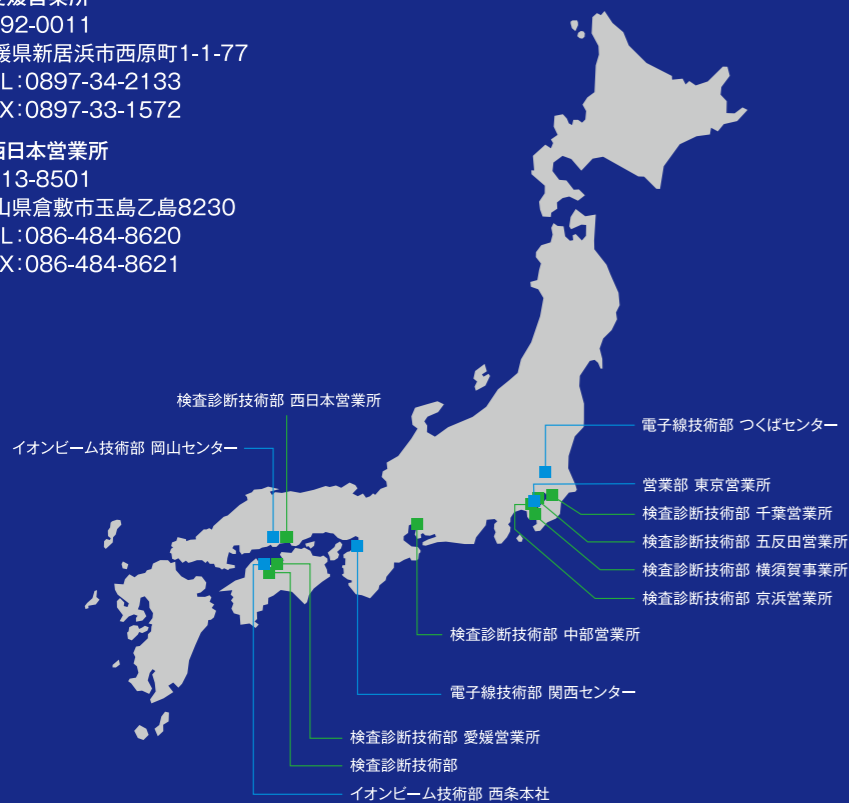 愛媛営業所
92-0011
媛県新居浜市西原町1-1-77
L:0897-34-2133
X:0897-33-1572
西日本営業所
13-8501
山県倉敷市玉島乙島8230
L:086-484-8620
X:086-484-8621
検査診断技術部 西日本営業所
イオンビーム技術部 岡山センター
電子線技術部 つくばセンター
営業部 東京営業所
検査診断技術部 千葉営業所
検査診断技術部 五反田営業所
検査診断技術部 横須賀事業所
検査診断技術部 京浜営業所
検査診断技術部 中部営業所
電子線技術部 関西センター
検査診断技術部 愛媛営業所
検査診断技術部
イオンビーム技術部 西条本社